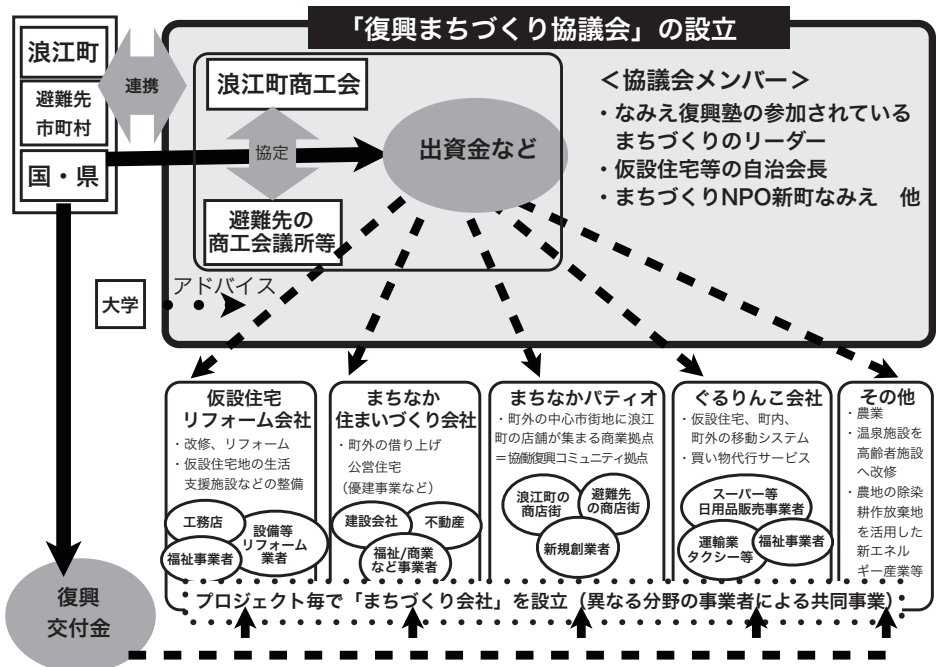 「復興まちづくり協議会」の設立
浪江町
避難先
市町村
国・県
連携
浪江町商工会
協定
避難先の
商工会議所等
出資金など
＜協議会メンバー＞
・なみえ復興塾の参加されている
まちづくりのリーダー
・仮設住宅等の自治会長
・まちづくりNPO新町なみえ　他
大学
アドバイス
仮設住宅
リフォーム会社
・改修、リフォーム
・仮設住宅地の生活
支援施設などの整備
工務店
設備等
リフォーム
業者
福祉事業者
まちなか
住まいづくり会社
・町外の借り上げ
公営住宅
（優建事業など）
建設会社
不動産
福祉/商業
など事業者
まちなかパティオ
・町外の中心市街地に浪江
町の店舗が集まる商業拠点
＝協働復興コミュニティ拠点
浪江町の
商店街
避難先
の商店街
新規創業者
ぐるりんこ会社
・仮設住宅、町内、
町外の移動システム
・買い物代行サービス
スーパー等
日用品販売事業者
運輸業
タクシー等
福祉事業者
その他
・農業
・温泉施設を
高齢者施設
へ改修
・農地の除染
耕作放棄地
を活用した
新エネル
ギー産業等
プロジェクト毎で「まちづくり会社」を設立（異なる分野の事業者による共同事業）
復興
交付金